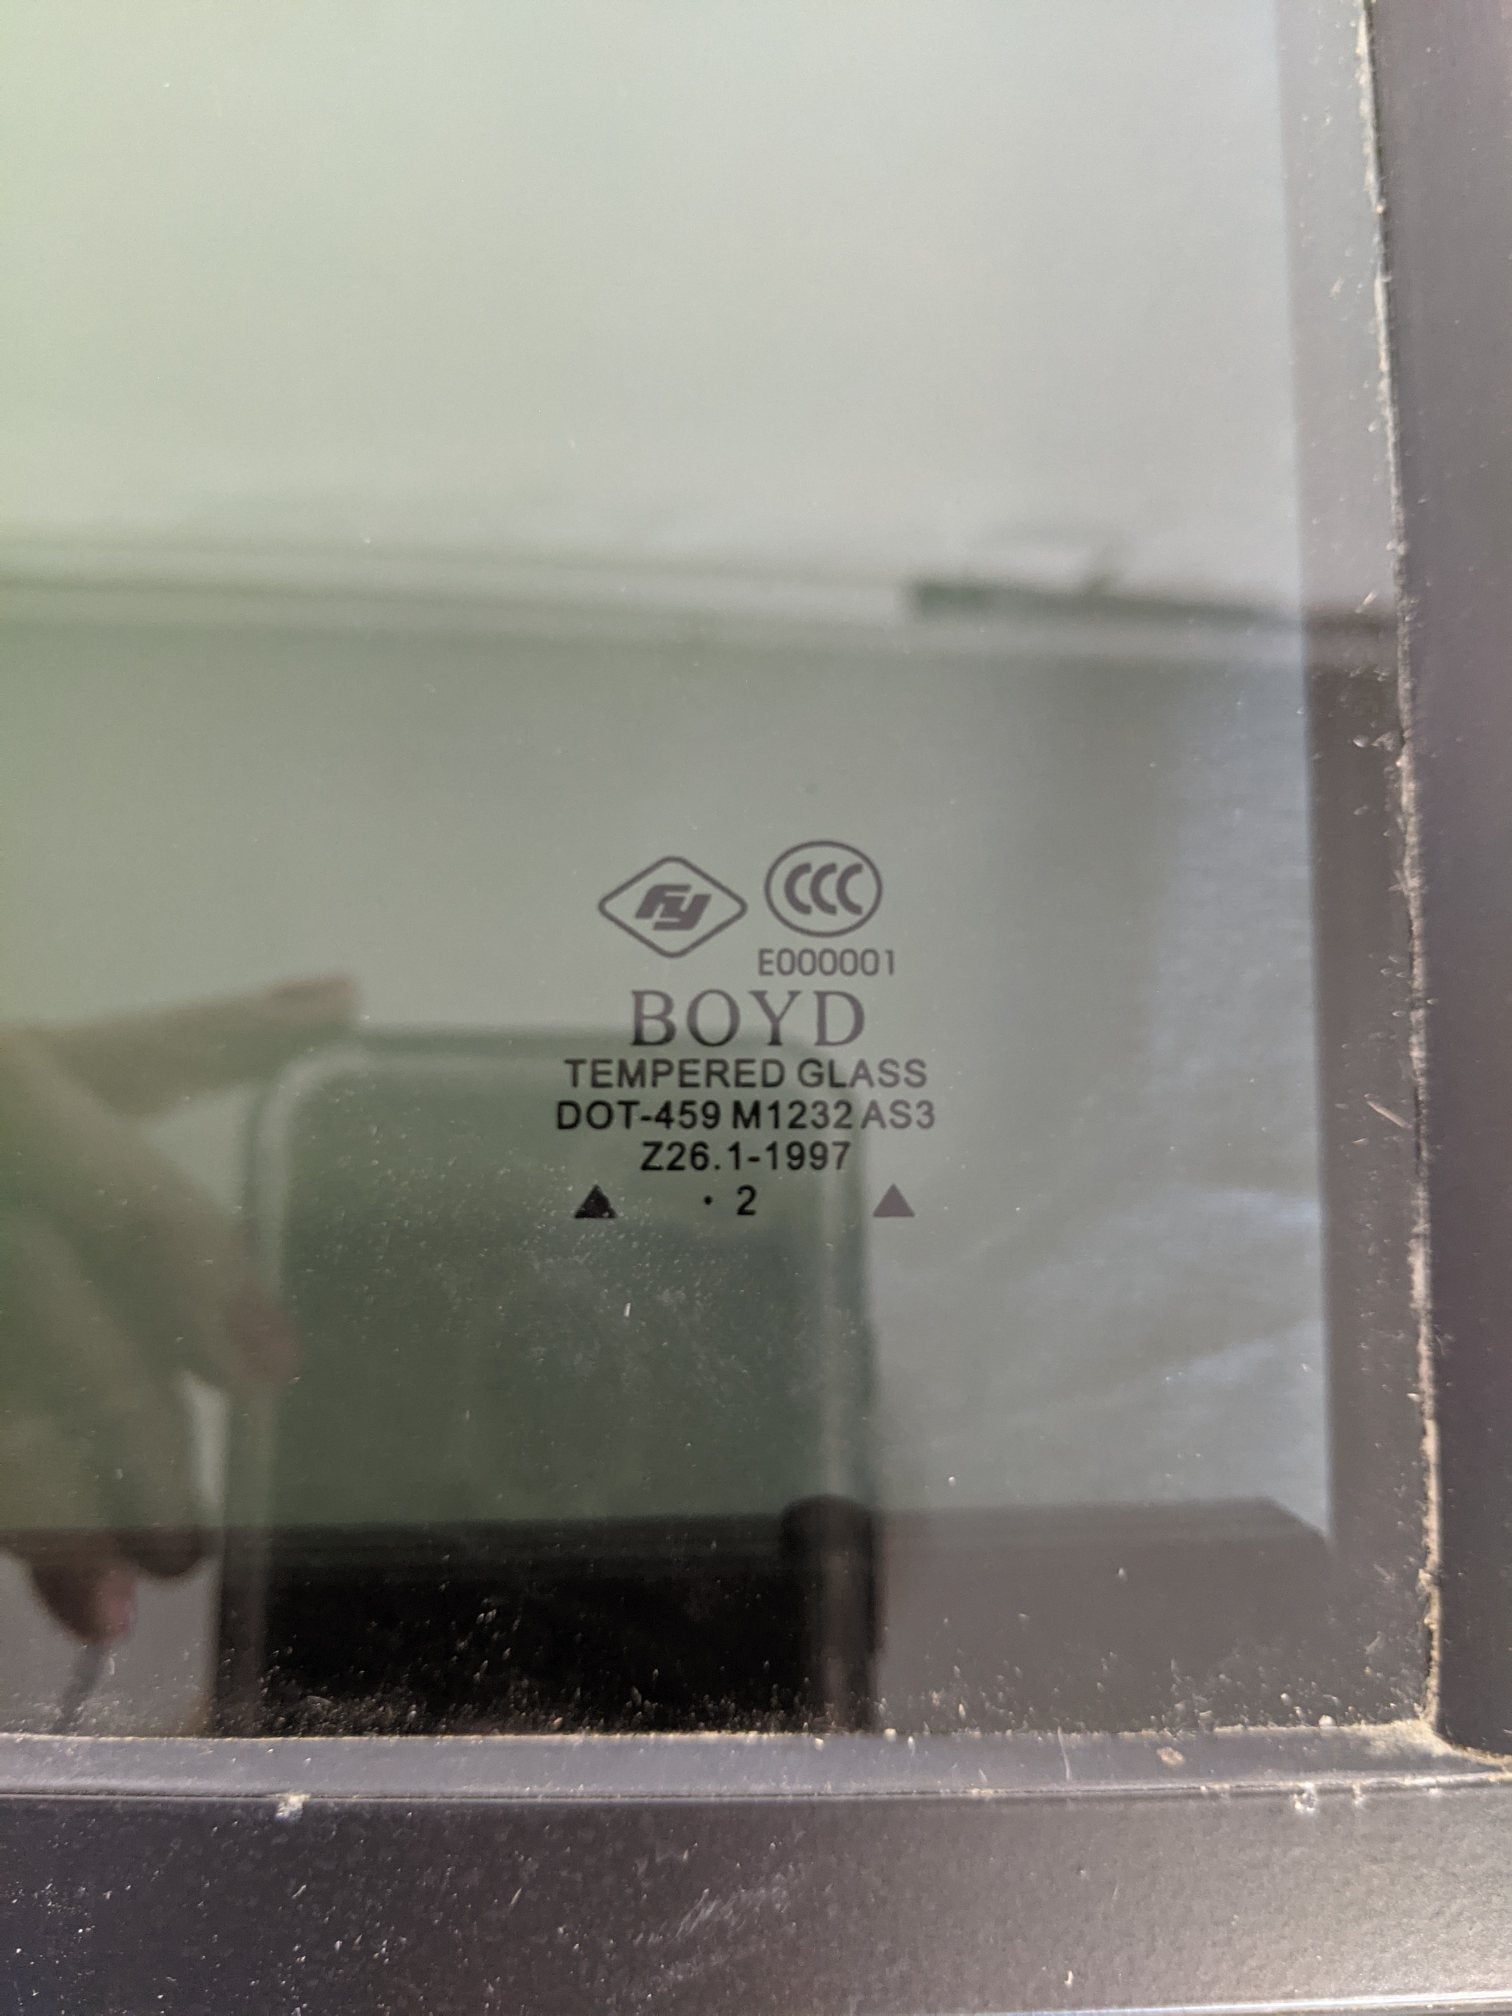 fy CCC
E000001
BOYD
TEMPERED GLASS
DOT-459 M1232 AS3
Z26.1-1997
▲ · 2 ▲